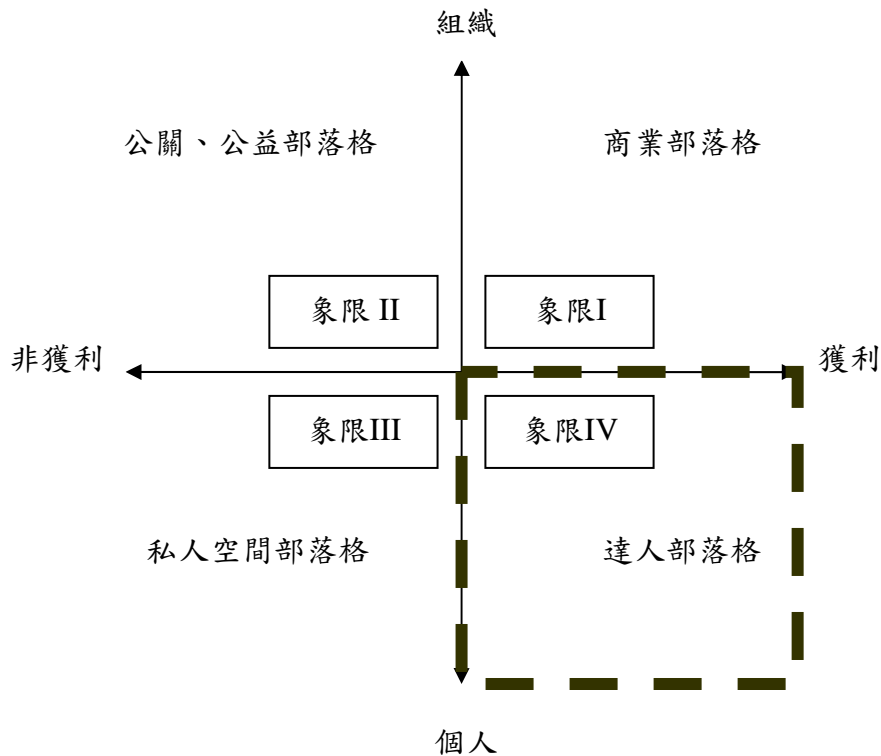 組織
公關、公益部落格
商業部落格
象限 II
象限I
非獲利
獲利
象限III
象限IV
私人空間部落格
達人部落格
個人